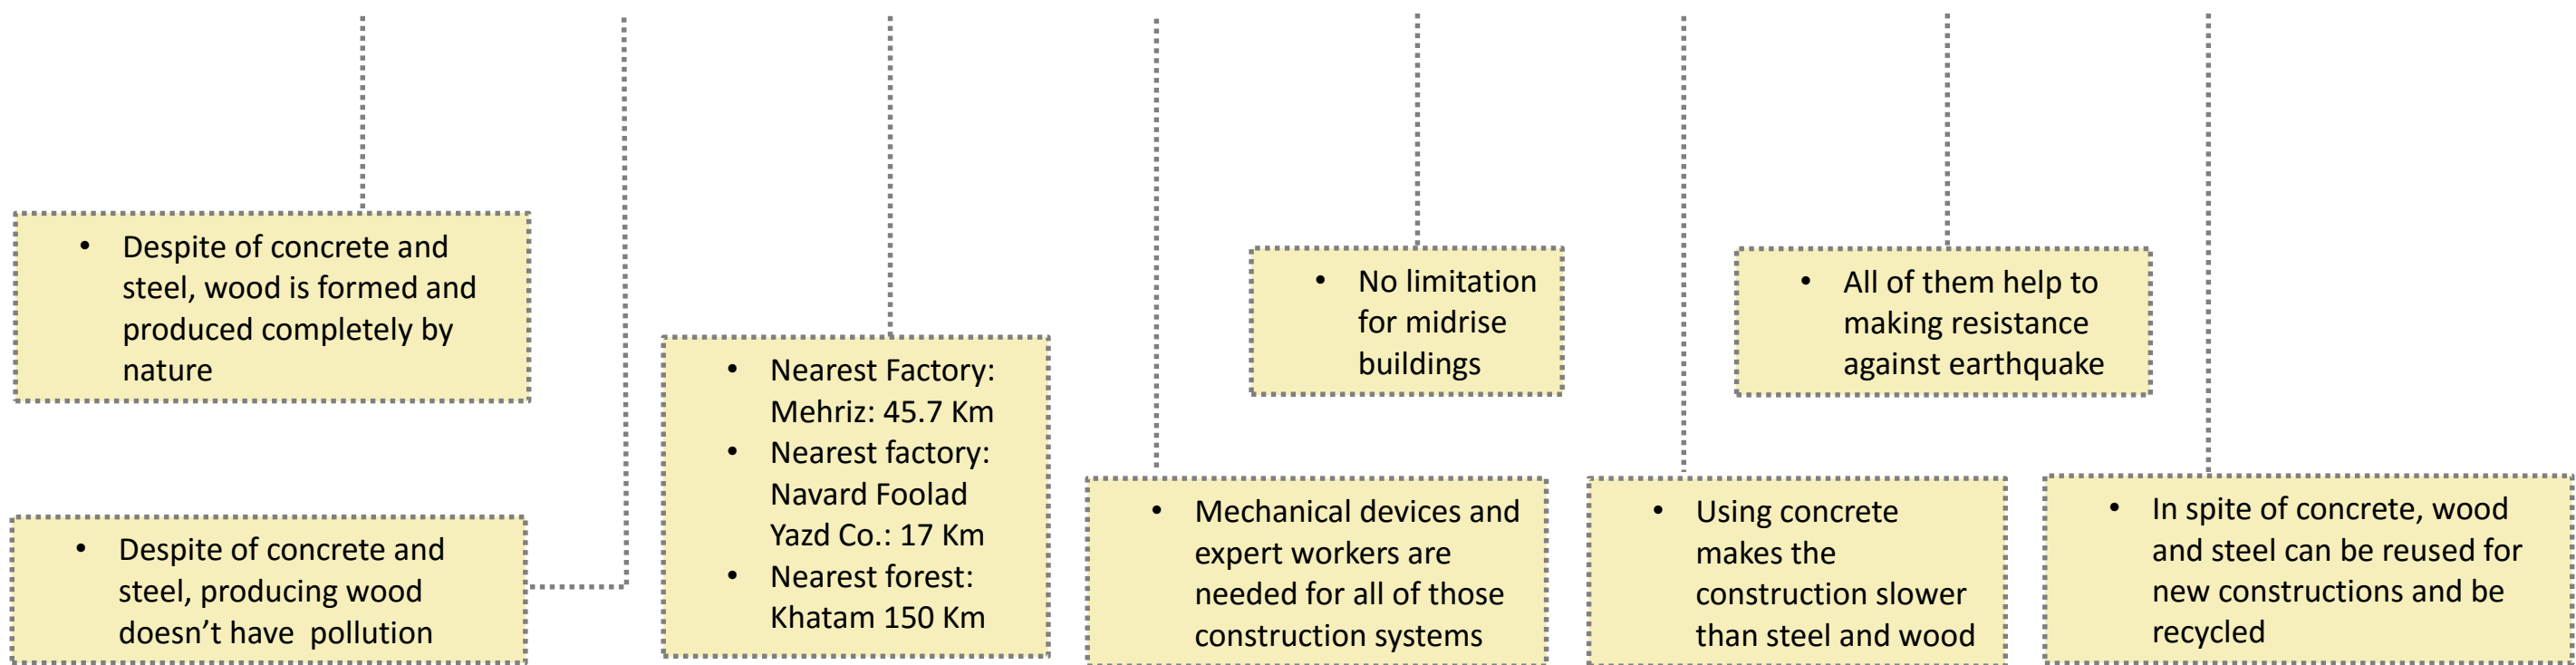 • Despite of concrete and
steel, wood is formed and
produced completely by
nature
• Despite of concrete and
steel, producing wood
doesn’t have pollution
• Nearest Factory:
Mehriz: 45.7 Km
• Nearest factory:
Navard Foolad
Yazd Co.: 17 Km
• Nearest forest:
Khatam 150 Km
• Mechanical devices and
expert workers are
needed for all of those
construction systems
• No limitation
for midrise
buildings
• Using concrete
makes the
construction slower
than steel and wood
• All of them help to
making resistance
against earthquake
• In spite of concrete, wood
and steel can be reused for
new constructions and be
recycled